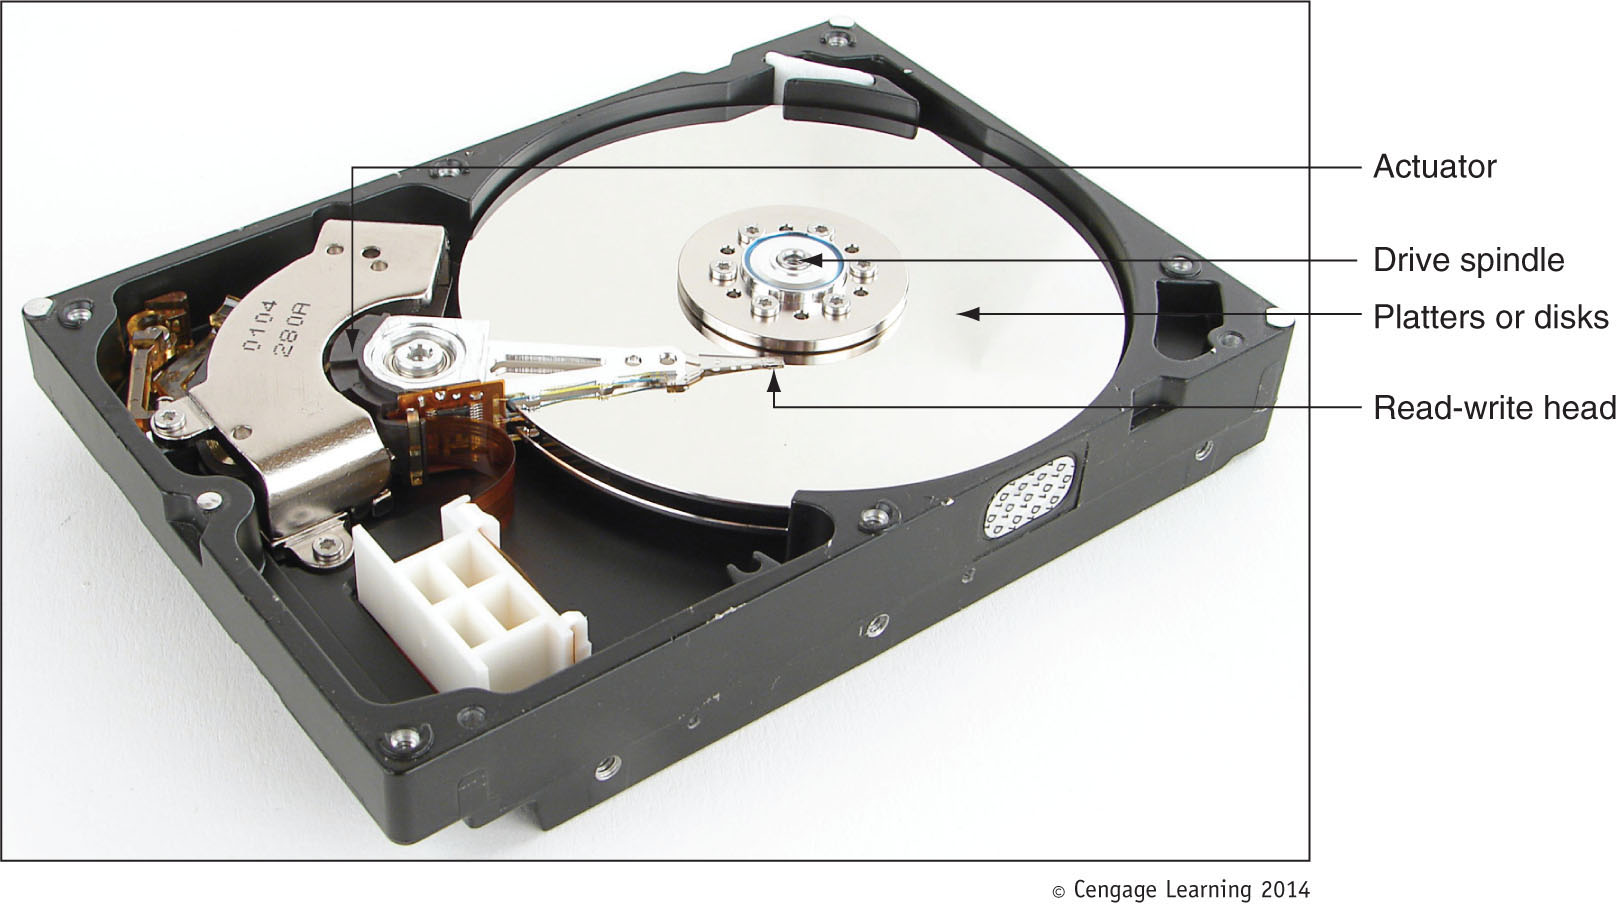 Actuator
Drive spindle
Platters or disks
Read-write head
0104
280A
© Cengage Learning 2014